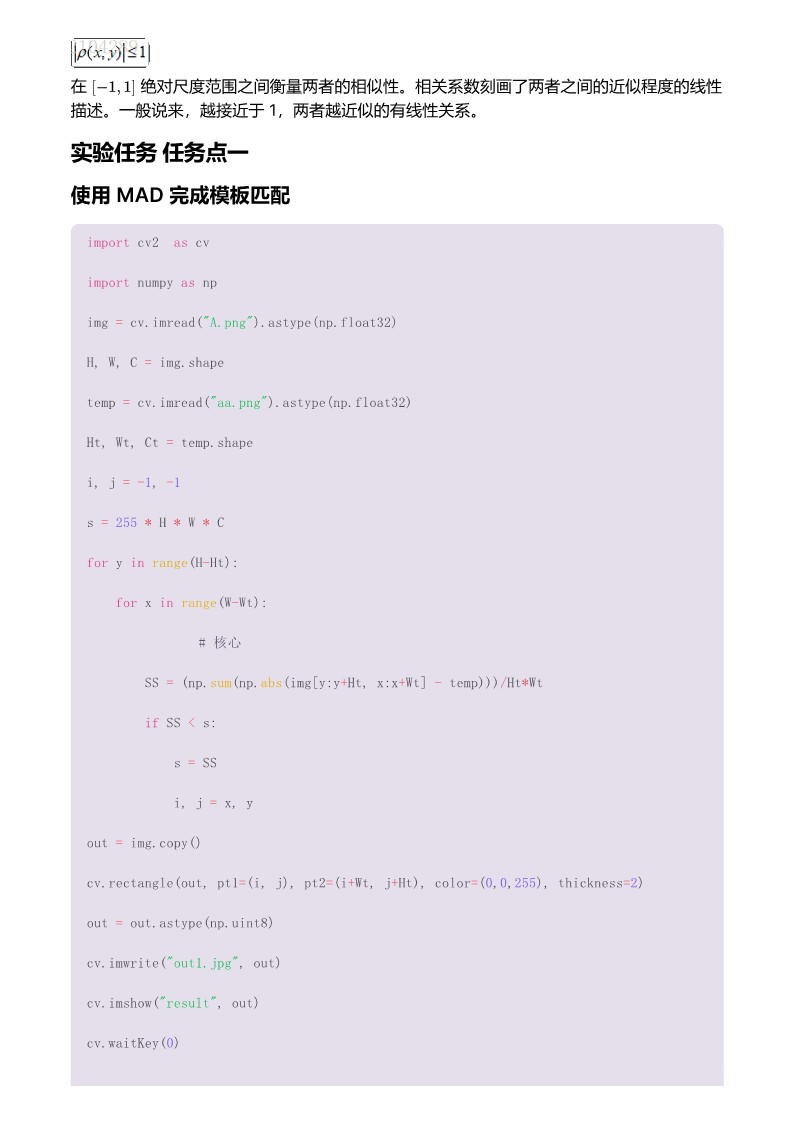 |ρ(x, y)| ≤ 1
在 [−1, 1] 绝对尺度范围之间衡量两者的相似性。相关系数刻画了两者之间的近似程度的线性
描述。一般说来，越接近于 1，两者越近似的有线性关系。
实验任务 任务点一
使用 MAD 完成模板匹配
import cv2  as cv
import numpy as np
img = cv.imread("A.png").astype(np.float32)
H, W, C = img.shape
temp = cv.imread("aa.png").astype(np.float32)
Ht, Wt, Ct = temp.shape
i, j = -1, -1
s = 255 * H * W * C
for y in range(H-Ht):
    for x in range(W-Wt):
               # 核心
        SS = (np.sum(np.abs(img[y:y+Ht, x:x+Wt] - temp)))/Ht*Wt
        if SS < s:
            s = SS
            i, j = x, y
out = img.copy()
cv.rectangle(out, pt1=(i, j), pt2=(i+Wt, j+Ht), color=(0,0,255), thickness=2)
out = out.astype(np.uint8)
cv.imwrite("out1.jpg", out)
cv.imshow("result", out)
cv.waitKey(0)